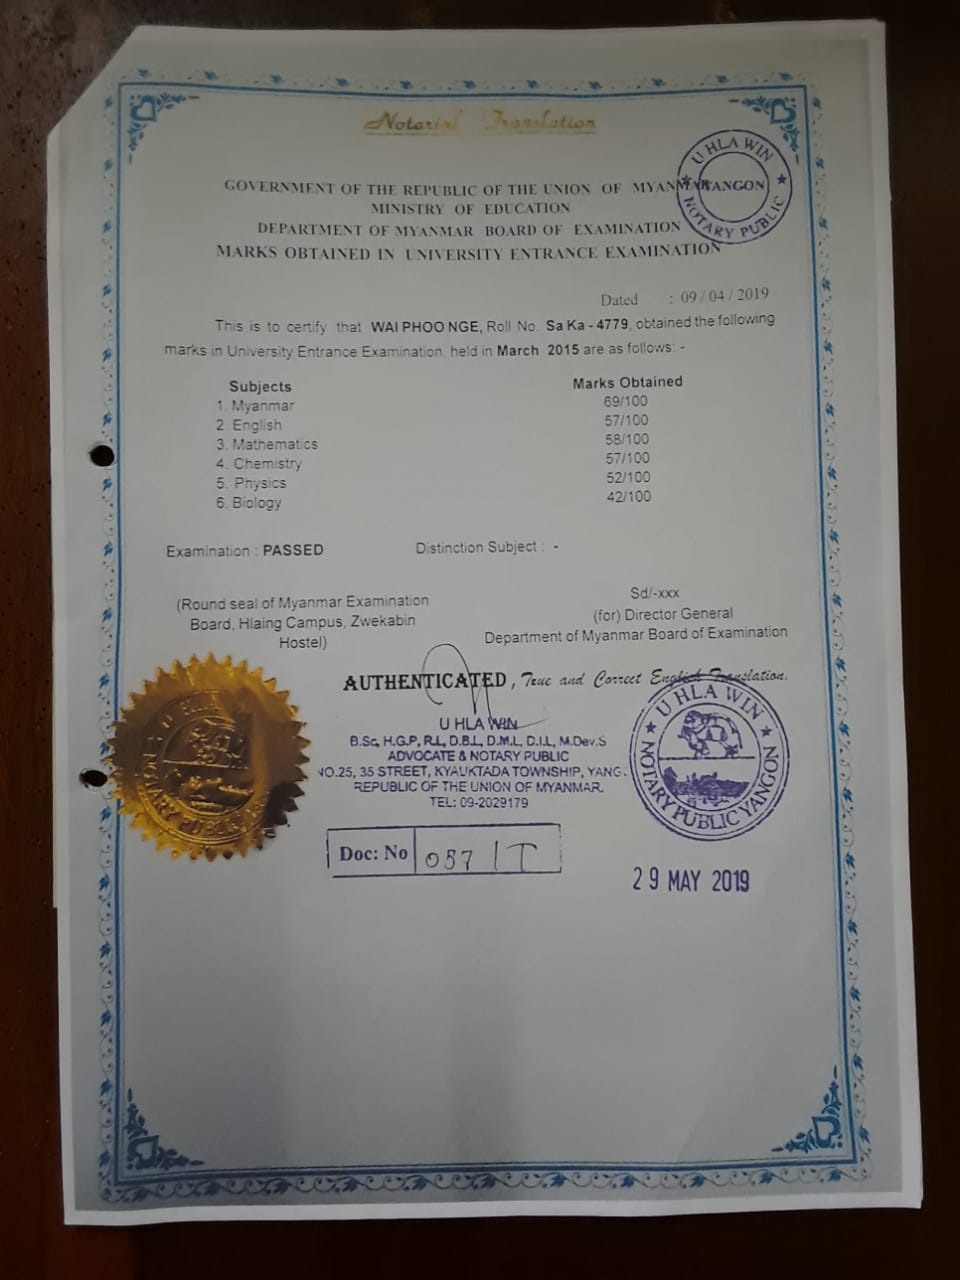 Notarial Translation
GOVERNMENT OF THE REPUBLIC OF THE UNION OF MYANMAR
MINISTRY OF EDUCATION
DEPARTMENT OF MYANMAR BOARD OF EXAMINATION
MARKS OBTAINED IN UNIVERSITY ENTRANCE EXAMINATION
U HLA WIN
YANGON
NOTARY PUBLIC
Dated : 09/04/2019
This is to certify that WAI PHOO NGE, Roll No. Sa Ka - 4779, obtained the following
marks in University Entrance Examination, held in March 2015 are as follows: -
Subjects Marks Obtained
1. Myanmar 69/100
2 English 57/100
3. Mathematics 58/100
4. Chemistry 57/100
5. Physics 52/100
6. Biology 42/100
Examination : PASSED Distinction Subject : -
(Round seal of Myanmar Examination
Board, Hlaing Campus, Zwekabin
Hostel)
Sd/-xxx
(for) Director General
Department of Myanmar Board of Examination
AUTHENTICATED, True and Correct English Translation.
U HLA WIN
B.Sc, H.G.P, R.L, D.B.L, D.M.L, D.I.L, M.Dev.S
ADVOCATE & NOTARY PUBLIC
NO.25, 35 STREET, KYAUKTADA TOWNSHIP, YANG
REPUBLIC OF THE UNION OF MYANMAR.
TEL: 09-2029179
U HLA WIN
NOTARY PUBLIC YANGON
Doc: No 057/T
29 MAY 2019